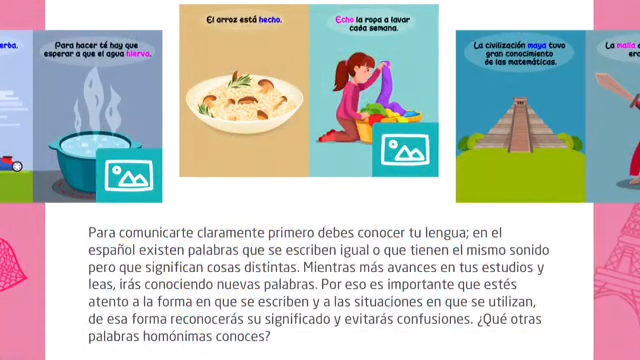 erba.
Para hacer té hay que
esperar a que el agua hierva.
El arroz está hecho.
Echo la ropa a lavar
cada semana.
La civilización maya tuvo
gran conocimiento
de las matemáticas.
La malla
era
Para comunicarte claramente primero debes conocer tu lengua; en el
español existen palabras que se escriben igual o que tienen el mismo sonido
pero que significan cosas distintas. Mientras más avances en tus estudios y
leas, irás conociendo nuevas palabras. Por eso es importante que estés
atento a la forma en que se escriben y a las situaciones en que se utilizan,
de esa forma reconocerás su significado y evitarás confusiones. ¿Qué otras
palabras homónimas conoces?